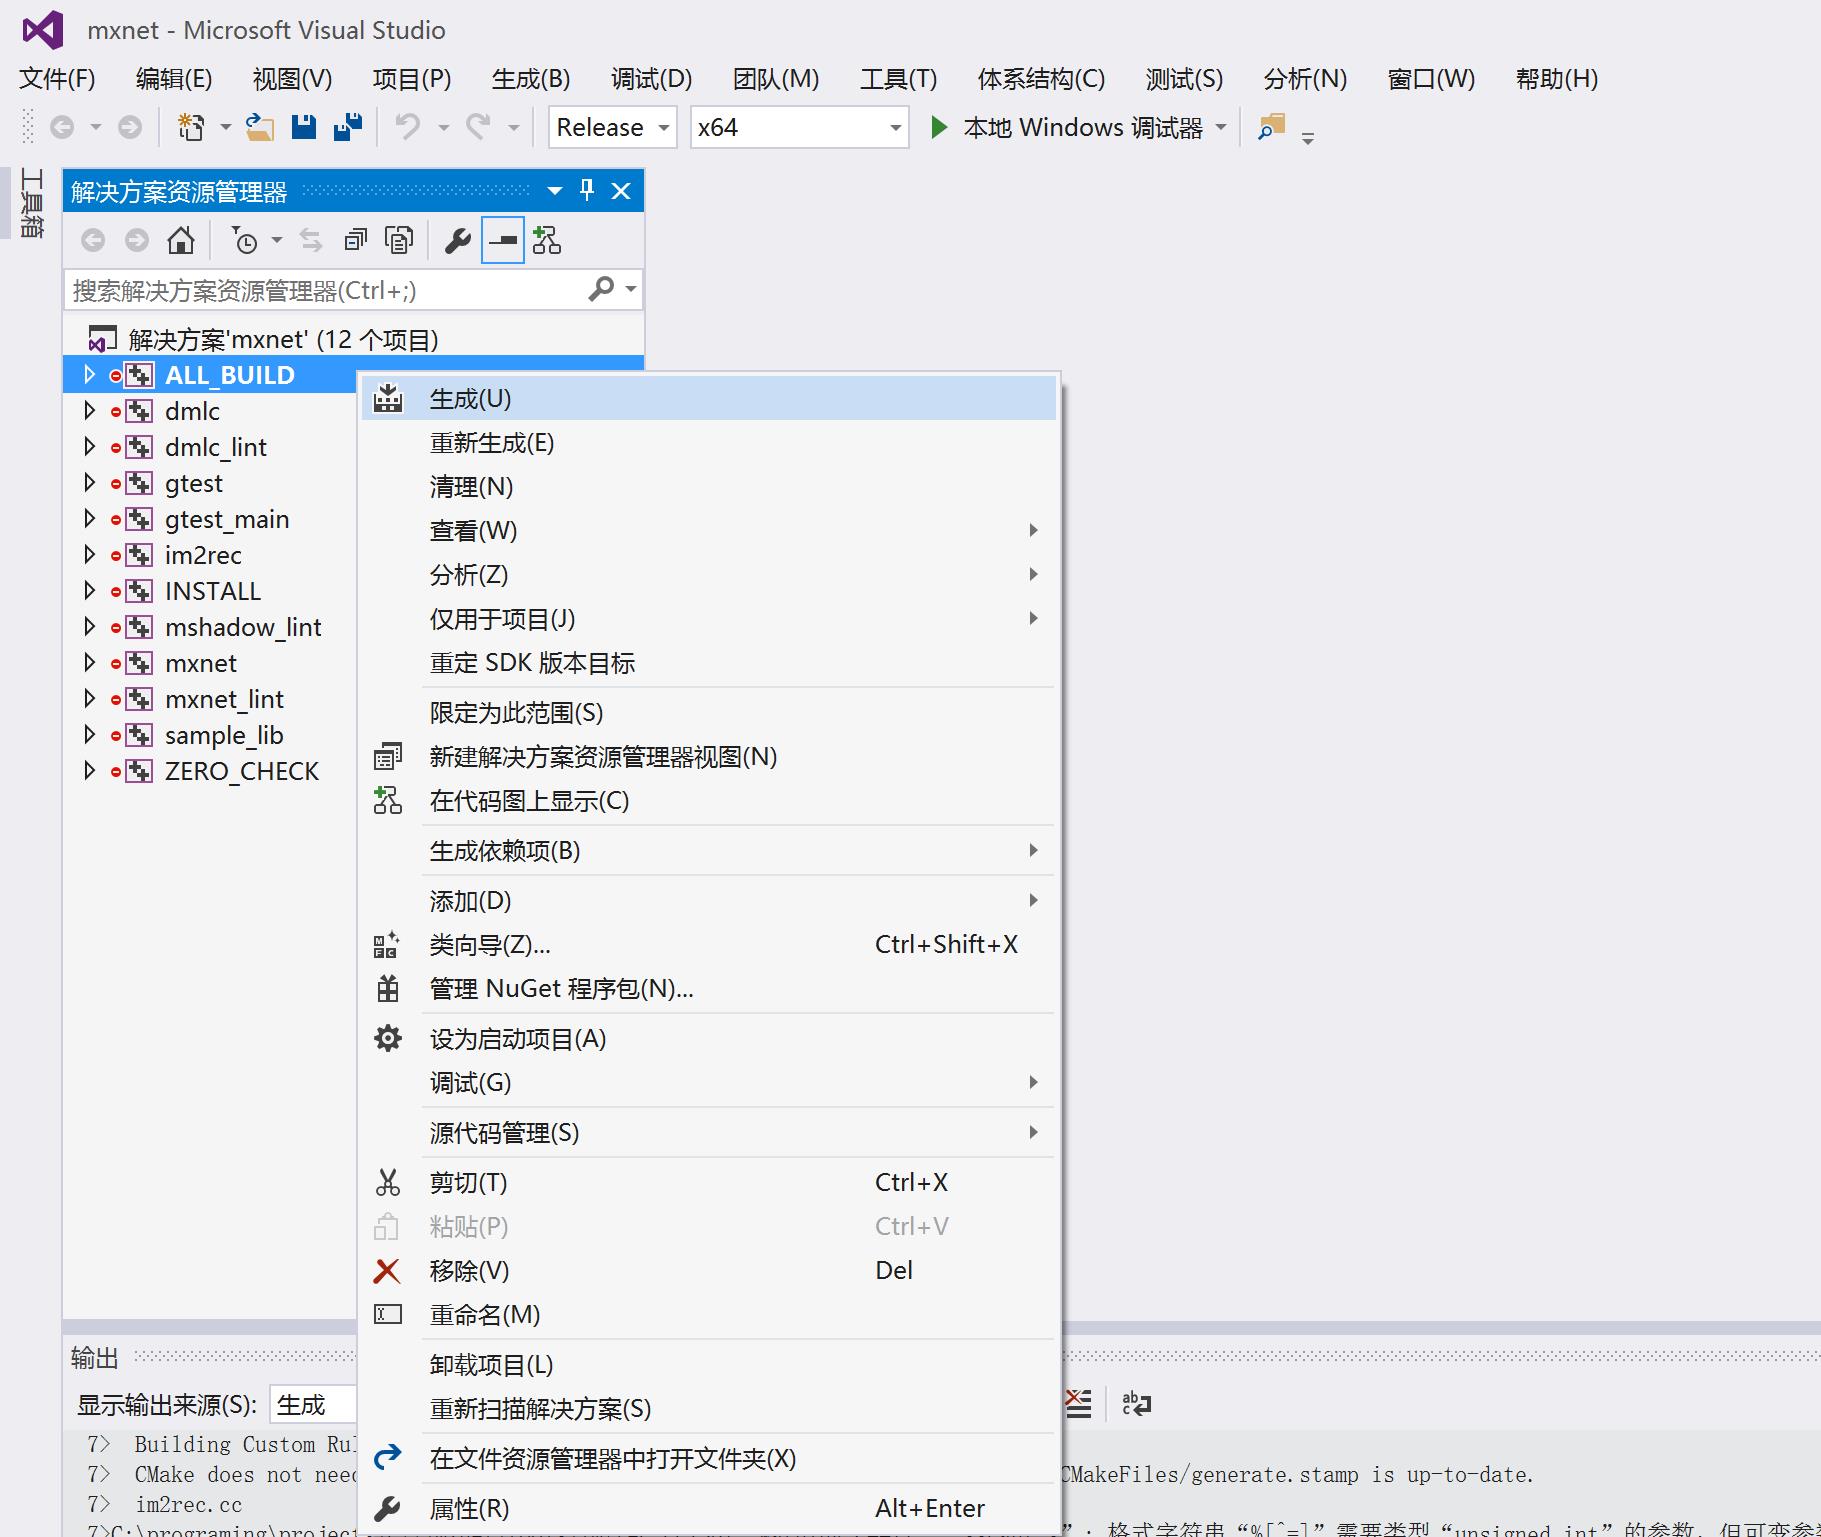 mxnet - Microsoft Visual Studio
文件(F) 编辑(E) 视图(V) 项目(P) 生成(B) 调试(D) 团队(M) 工具(T) 体系结构(C) 测试(S) 分析(N) 窗口(W) 帮助(H)
Release x64 本地 Windows 调试器
工具箱
解决方案资源管理器
搜索解决方案资源管理器(Ctrl+;)
解决方案'mxnet' (12 个项目)
ALL_BUILD
dmlc
dmlc_lint
gtest
gtest_main
im2rec
INSTALL
mshadow_lint
mxnet
mxnet_lint
sample_lib
ZERO_CHECK
生成(U)
重新生成(E)
清理(N)
查看(W)
分析(Z)
仅用于项目(J)
重定 SDK 版本目标
限定为此范围(S)
新建解决方案资源管理器视图(N)
在代码图上显示(C)
生成依赖项(B)
添加(D)
类向导(Z)... Ctrl+Shift+X
管理 NuGet 程序包(N)...
设为启动项目(A)
调试(G)
源代码管理(S)
剪切(T) Ctrl+X
粘贴(P) Ctrl+V
移除(V) Del
重命名(M)
卸载项目(L)
重新扫描解决方案(S)
在文件资源管理器中打开文件夹(X)
属性(R) Alt+Enter
输出
显示输出来源(S): 生成
7> Building Custom Rul
7> CMake does not need CMakeFiles/generate.stamp is up-to-date.
7> im2rec.cc
7>C:\programing\project ”: 格式字符串“%[^=]”需要类型“unsigned int”的参数，但可变参数